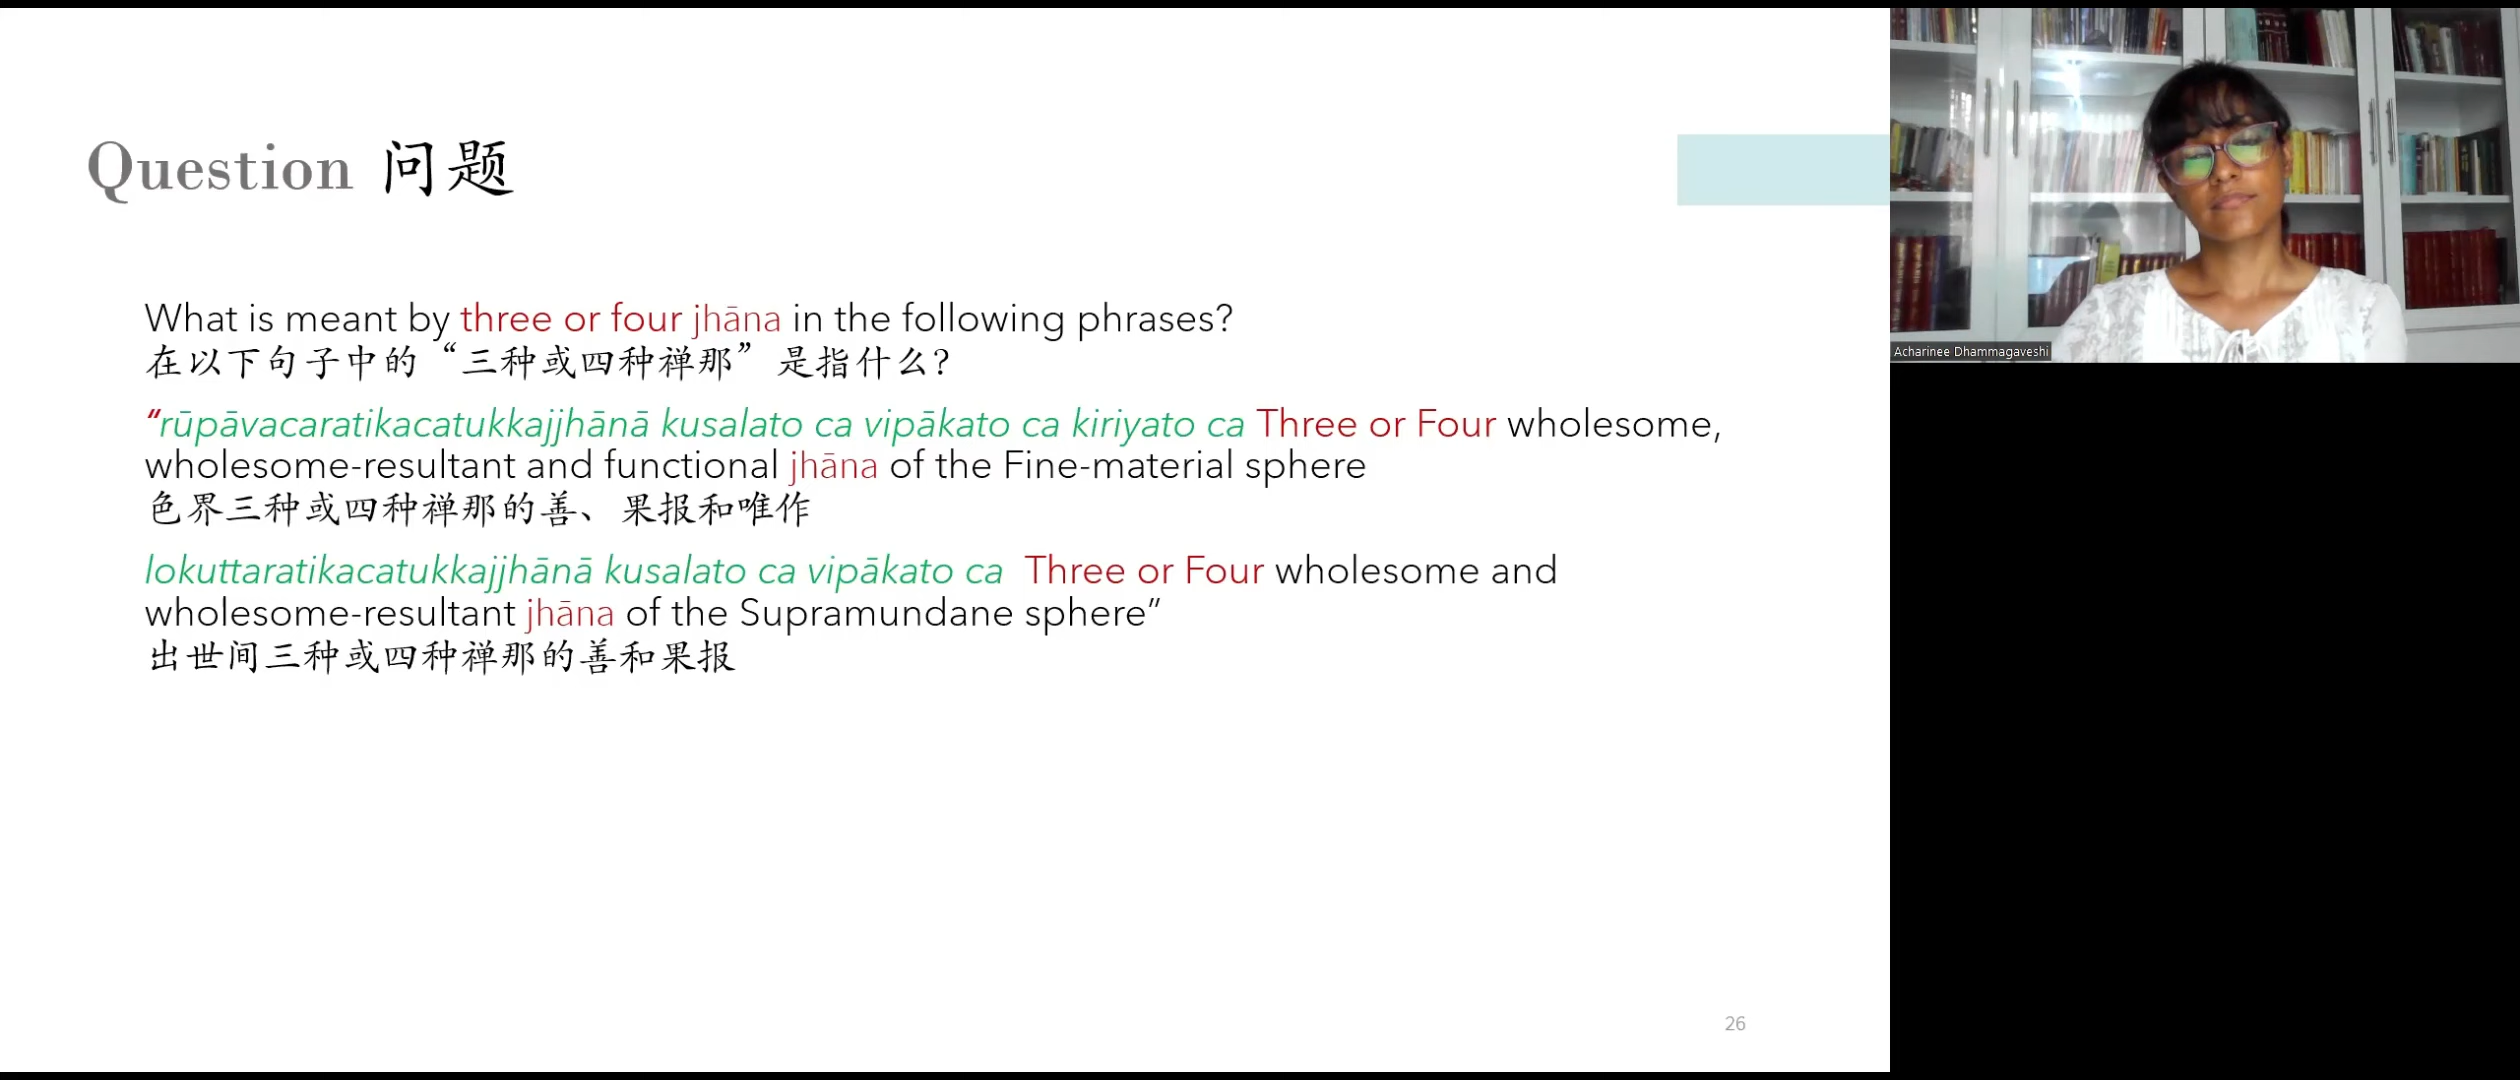 Question 问题
What is meant by three or four jhāna in the following phrases?
在以下句子中的“三种或四种禅那”是指什么?
“rūpāvacaratikacatukkajjhānā kusalato ca vipākato ca kiriyato ca Three or Four wholesome,
wholesome-resultant and functional jhāna of the Fine-material sphere
色界三种或四种禅那的善、果报和唯作
lokuttaratikacatukkajjhānā kusalato ca vipākato ca Three or Four wholesome and
wholesome-resultant jhāna of the Supramundane sphere”
出世间三种或四种禅那的善和果报
26
Acharinee Dhammagaveshi